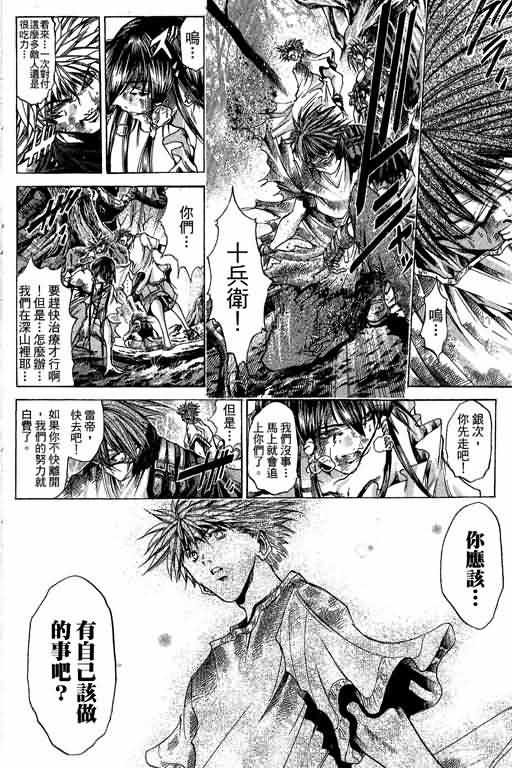 嗚…
十兵衛！
嗚…
看來…一次對付
這麼多敵人還是
很吃力…
你們…
要趕快治療才行啊
！但是…怎麼辦…
我們在深山裡耶…
銀次，
你先走吧！
我們沒事…
馬上就會追
上你們了。
但是…
雷帝，
快去吧！
如果你不快離開
，我們的努力就
白費了。
你應該…
有自己該做
的事吧？